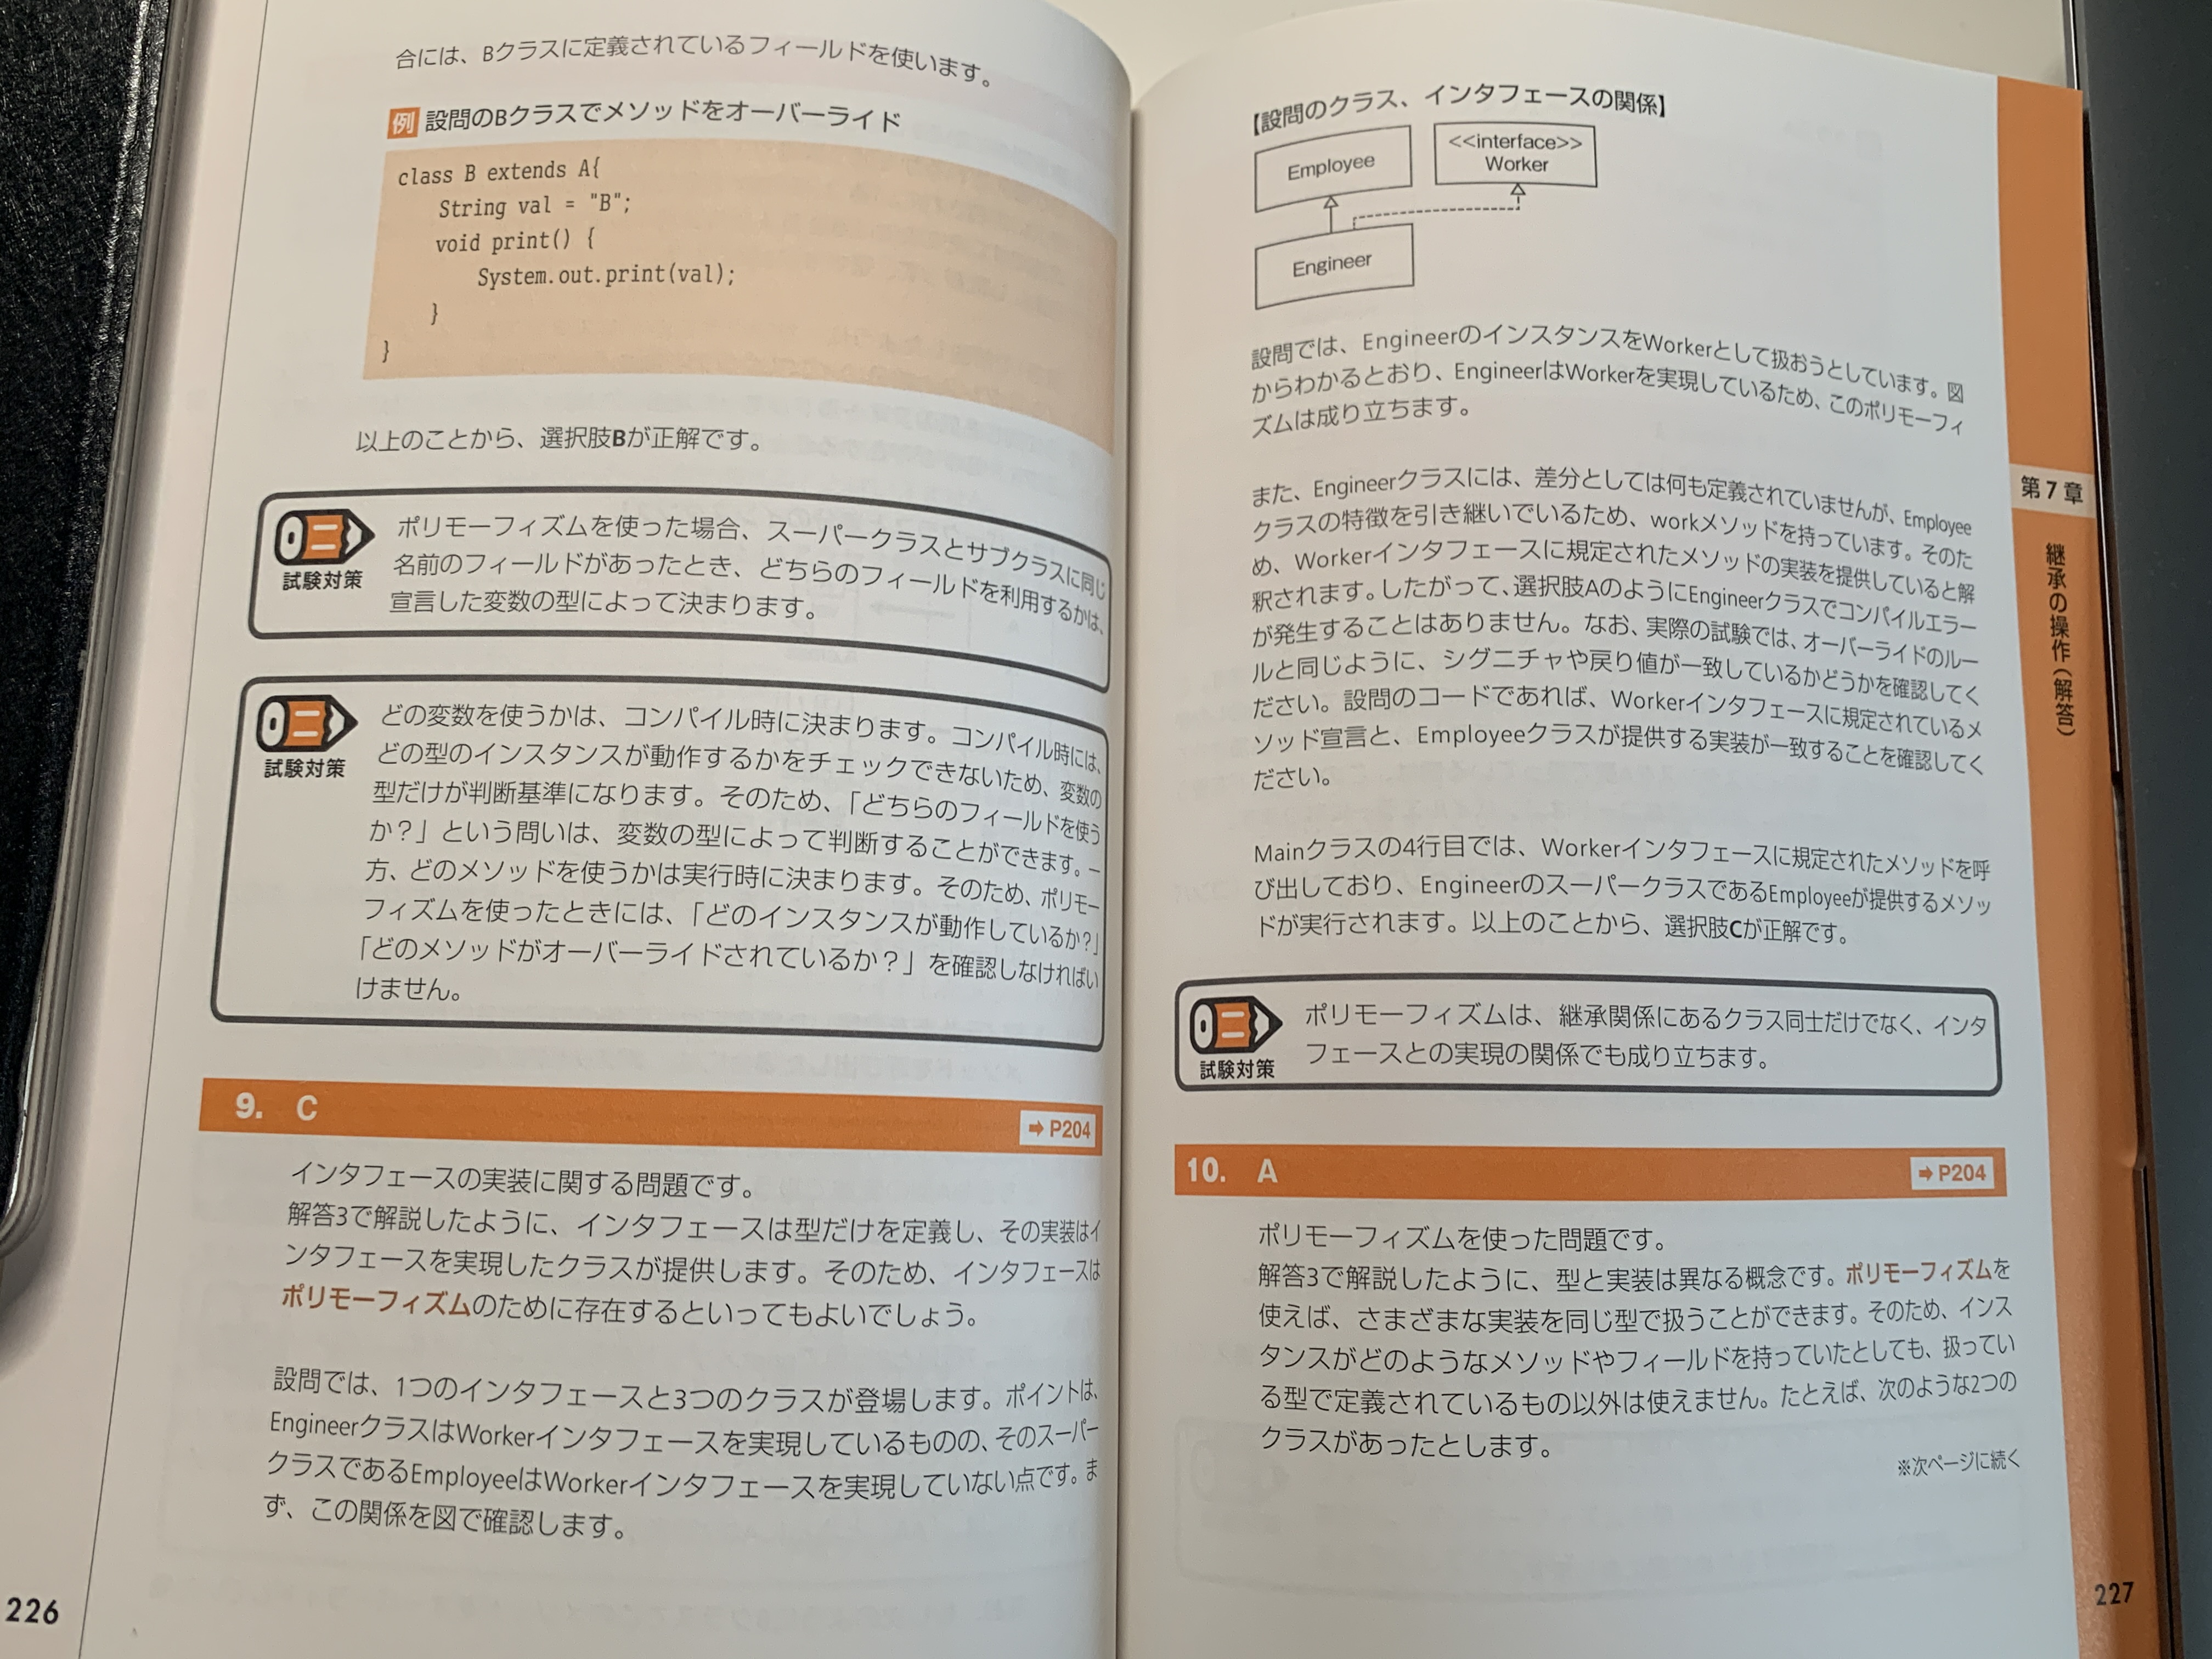 合には、Bクラスに定義されているフィールドを使います。
例 設問のBクラスでメソッドをオーバーライド
class B extends A{
String val = "B";
void print() {
System.out.print(val);
}
}
以上のことから、選択肢Bが正解です。
試験対策
ポリモーフィズムを使った場合、スーパークラスとサブクラスに同じ
名前のフィールドがあったとき、どちらのフィールドを利用するかは、
宣言した変数の型によって決まります。
試験対策
どの変数を使うかは、コンパイル時に決まります。コンパイル時には、
どの型のインスタンスが動作するかをチェックできないため、変数の
型だけが判断基準になります。そのため、「どちらのフィールドを使う
か？」という問いは、変数の型によって判断することができます。一
方、どのメソッドを使うかは実行時に決まります。そのため、ポリモー
フィズムを使ったときには、「どのインスタンスが動作しているか？」
「どのメソッドがオーバーライドされているか？」を確認しなければい
けません。
9. C
➡ P204
インタフェースの実装に関する問題です。
解答3で解説したように、インタフェースは型だけを定義し、その実装はイ
ンタフェースを実現したクラスが提供します。そのため、インタフェースは
ポリモーフィズムのために存在するといってもよいでしょう。
設問では、1つのインタフェースと3つのクラスが登場します。ポイントは、
EngineerクラスはWorkerインタフェースを実現しているものの、そのスーパー
クラスであるEmployeeはWorkerインタフェースを実現していない点です。ま
ず、この関係を図で確認します。
226
【設問のクラス、インタフェースの関係】
Employee
<<interface>>
Worker
Engineer
設問では、EngineerのインスタンスをWorkerとして扱おうとしています。図
からわかるとおり、EngineerはWorkerを実現しているため、このポリモーフィ
ズムは成り立ちます。
また、Engineerクラスには、差分としては何も定義されていませんが、Employee
クラスの特徴を引き継いでいるため、workメソッドを持っています。そのた
め、Workerインタフェースに規定されたメソッドの実装を提供していると解
釈されます。したがって、選択肢AのようにEngineerクラスでコンパイルエラー
が発生することはありません。なお、実際の試験では、オーバーライドのルー
ルと同じように、シグニチャや戻り値が一致しているかどうかを確認してく
ださい。設問のコードであれば、Workerインタフェースに規定されているメ
ソッド宣言と、Employeeクラスが提供する実装が一致することを確認してく
ださい。
Mainクラスの4行目では、Workerインタフェースに規定されたメソッドを呼
び出しており、EngineerのスーパークラスであるEmployeeが提供するメソッ
ドが実行されます。以上のことから、選択肢Cが正解です。
試験対策
ポリモーフィズムは、継承関係にあるクラス同士だけでなく、インタ
フェースとの実現の関係でも成り立ちます。
10. A
➡ P204
ポリモーフィズムを使った問題です。
解答3で解説したように、型と実装は異なる概念です。ポリモーフィズムを
使えば、さまざまな実装を同じ型で扱うことができます。そのため、インス
タンスがどのようなメソッドやフィールドを持っていたとしても、扱ってい
る型で定義されているもの以外は使えません。たとえば、次のような2つの
クラスがあったとします。
※次ページに続く
第7章
継承の操作（解答）
227